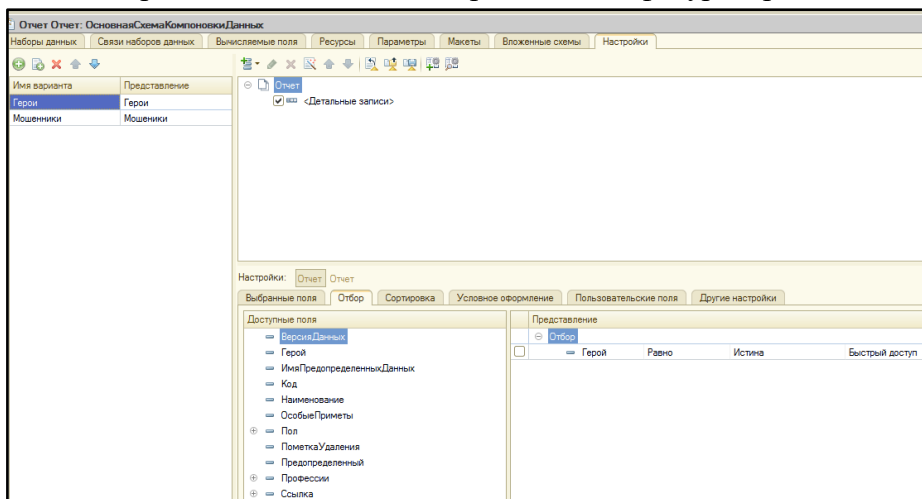 Отчет Отчет: ОсновнаяСхемаКомпоновкиДанных
Наборы данных Связи наборов данных Вычисляемые поля Ресурсы Параметры Макеты Вложенные схемы Настройки
Имя варианта Представление
Герои Герои
Мошенники Мошеники
Отчет
<Детальные записи>
Настройки: Отчет Отчет
Выбранные поля Отбор Сортировка Условное оформление Пользовательские поля Другие настройки
Доступные поля
ВерсияДанных
Герой
ИмяПредопределенныхДанных
Код
Наименование
ОсобыеПриметы
Пол
ПометкаУдаления
Предопределенный
Профессии
Ссылка
Представление
Отбор
Герой Равно Истина Быстрый доступ